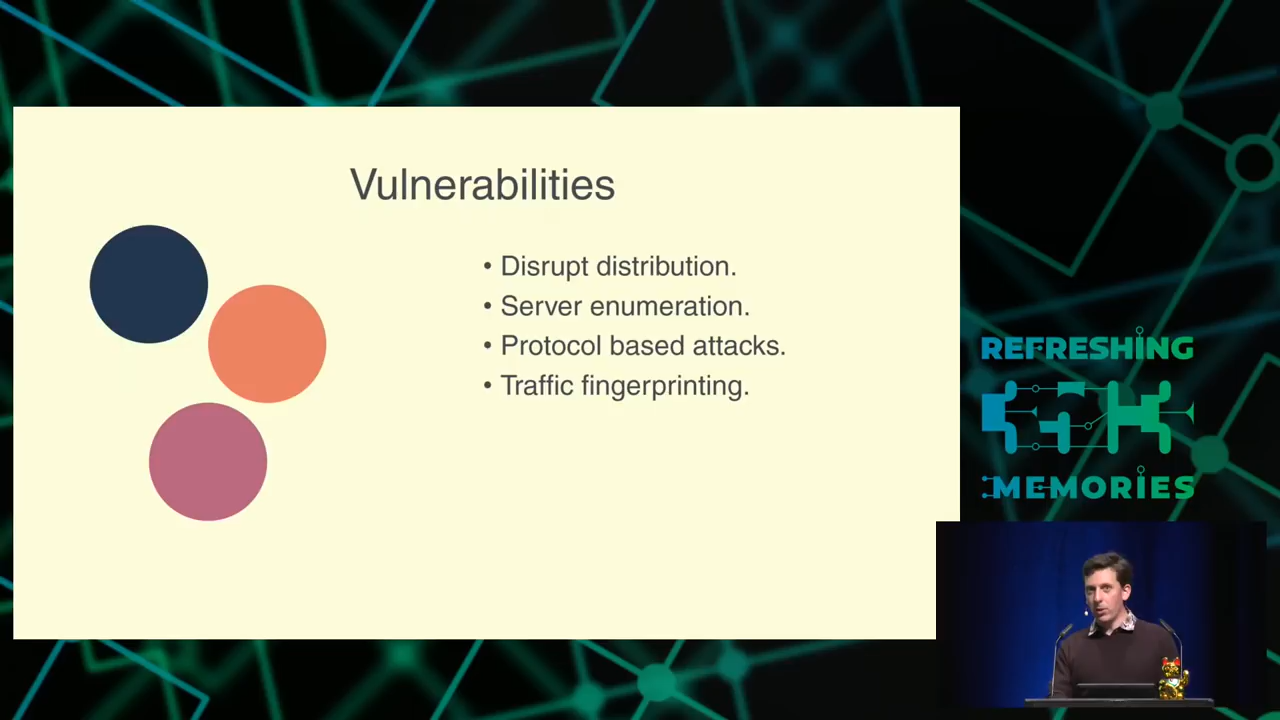 Vulnerabilities
• Disrupt distribution.
• Server enumeration.
• Protocol based attacks.
• Traffic fingerprinting.
REFRESHING
MEMORIES